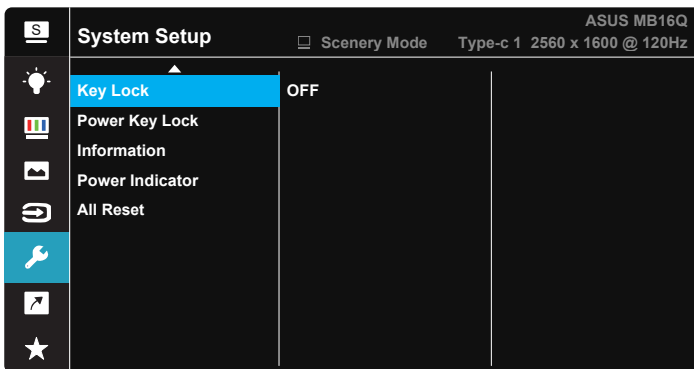 S
System Setup
Scenery Mode
ASUS MB16Q
Type-c 1 2560 x 1600 @ 120Hz
Key Lock
OFF
Power Key Lock
Information
Power Indicator
All Reset